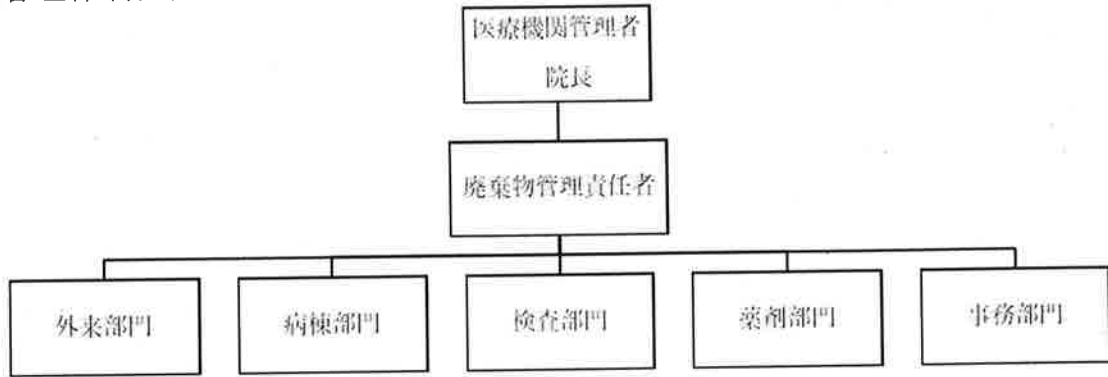 医療機関管理者
院長
廃棄物管理責任者
外来部門
病棟部門
検査部門
薬剤部門
事務部門